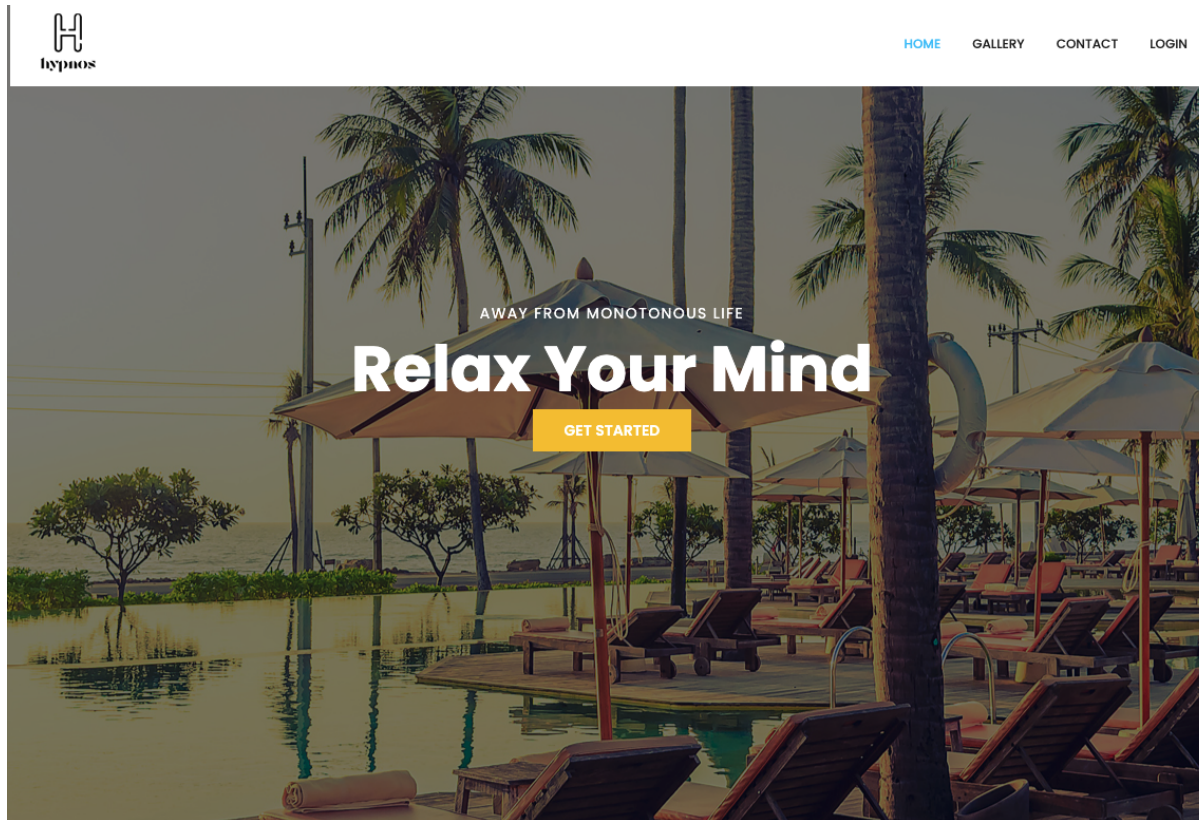 hypnos
HOME GALLERY CONTACT LOGIN
AWAY FROM MONOTONOUS LIFE
Relax Your Mind
GET STARTED